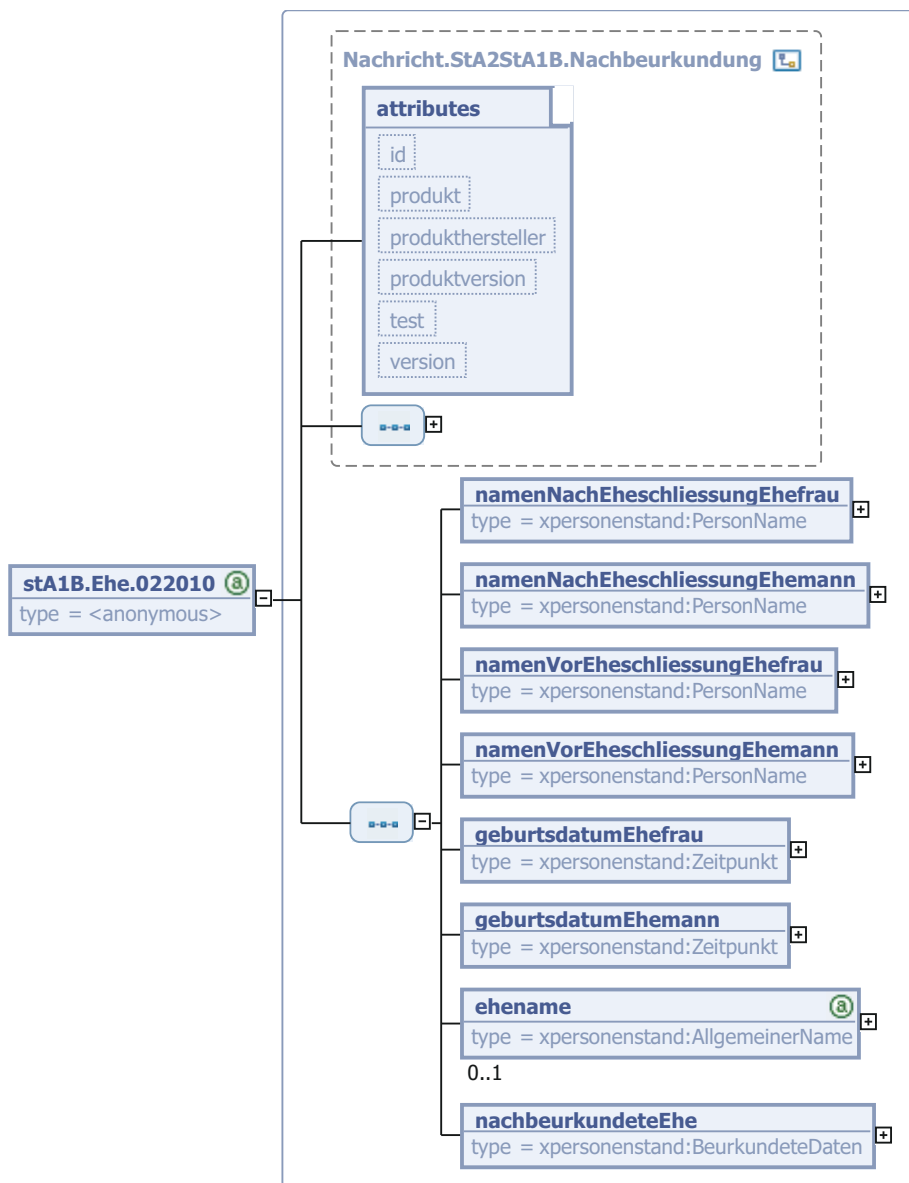 Nachricht.StA2StA1B.Nachbeurkundung
attributes
id
produkt
produkthersteller
produktversion
test
version
stA1B.Ehe.022010
type = <anonymous>
namenNachEheschliessungEhefrau
type = xpersonenstand:PersonName
namenNachEheschliessungEhemann
type = xpersonenstand:PersonName
namenVorEheschliessungEhefrau
type = xpersonenstand:PersonName
namenVorEheschliessungEhemann
type = xpersonenstand:PersonName
geburtsdatumEhefrau
type = xpersonenstand:Zeitpunkt
geburtsdatumEhemann
type = xpersonenstand:Zeitpunkt
ehename
type = xpersonenstand:AllgemeinerName
0..1
nachbeurkundeteEhe
type = xpersonenstand:BeurkundeteDaten